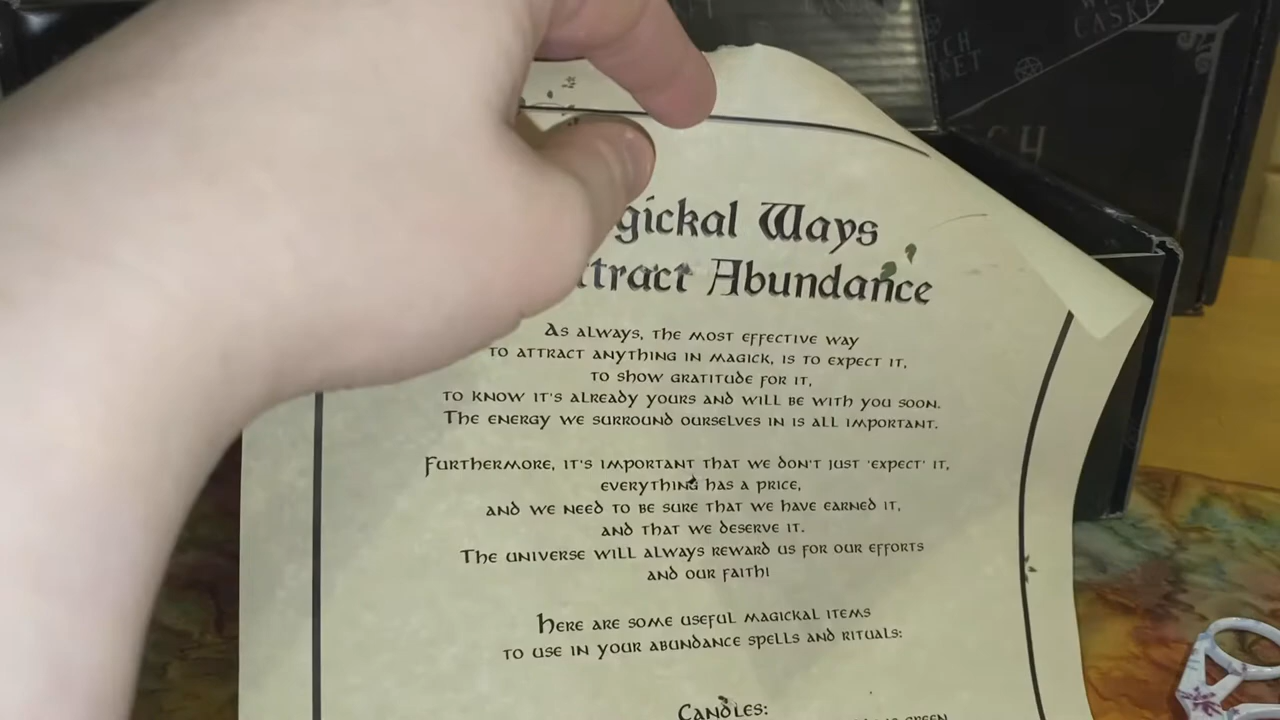 WITCH CASKET
CASKET
gickal Ways
ttract Abundance
As always, the most effective way
to attract anything in magick, is to expect it,
to show gratitude for it,
to know it's already yours and will be with you soon.
The energy we surround ourselves in is all important.
Furthermore, it's important that we don't just 'expect' it,
everything has a price,
and we need to be sure that we have earned it,
and that we deserve it.
The universe will always reward us for our efforts
and our faith!
Here are some useful magickal items
to use in your abundance spells and rituals:
Candles:
green